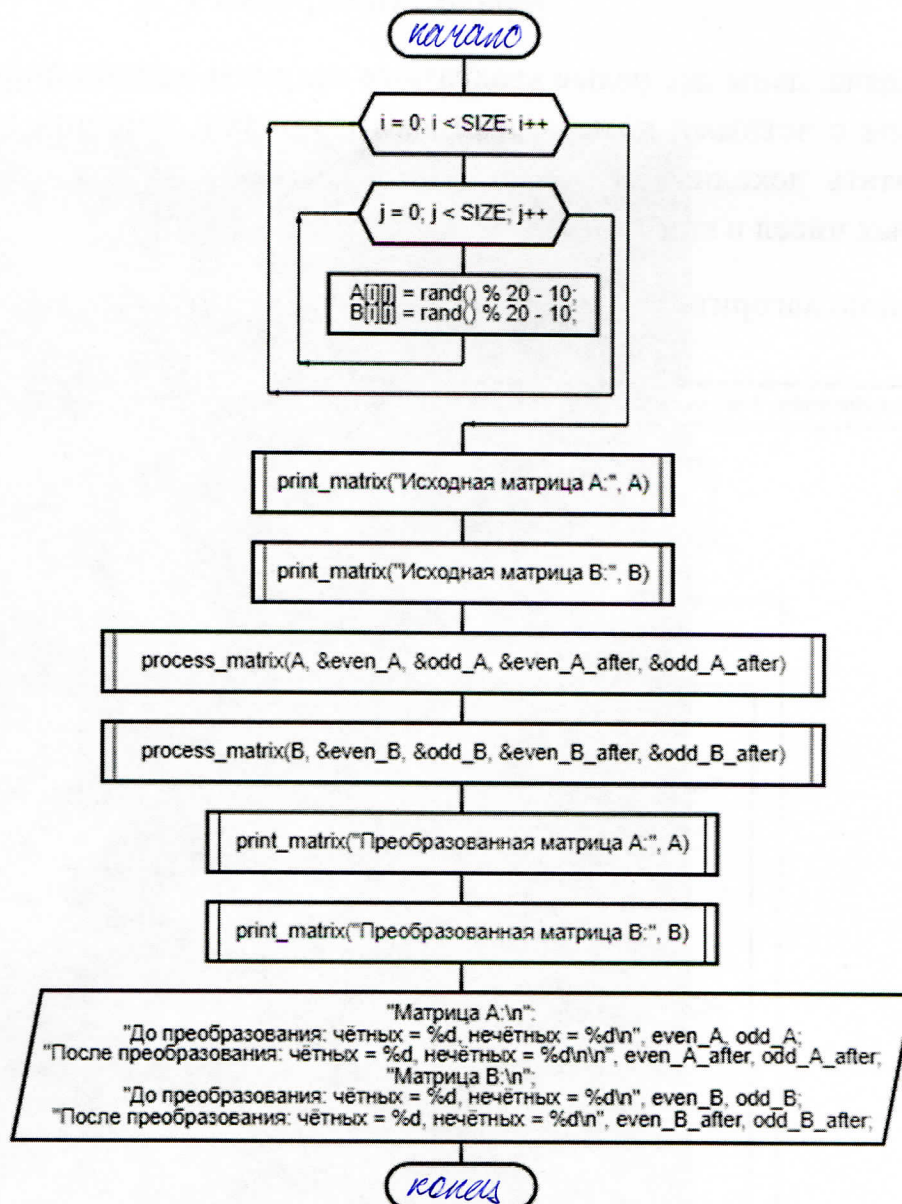 начало
i = 0; i < SIZE; i++
j = 0; j < SIZE; j++
A[i][j] = rand() % 20 - 10;
B[i][j] = rand() % 20 - 10;
print_matrix("Исходная матрица A:", A)
print_matrix("Исходная матрица B:", B)
process_matrix(A, &even_A, &odd_A, &even_A_after, &odd_A_after)
process_matrix(B, &even_B, &odd_B, &even_B_after, &odd_B_after)
print_matrix("Преобразованная матрица A:", A)
print_matrix("Преобразованная матрица B:", B)
"Матрица A:\n":
"До преобразования: чётных = %d, нечётных = %d\n", even_A, odd_A;
"После преобразования: чётных = %d, нечётных = %d\n\n", even_A_after, odd_A_after;
"Матрица B:\n";
"До преобразования: чётных = %d, нечётных = %d\n", even_B, odd_B;
"После преобразования: чётных = %d, нечётных = %d\n", even_B_after, odd_B_after;
конец